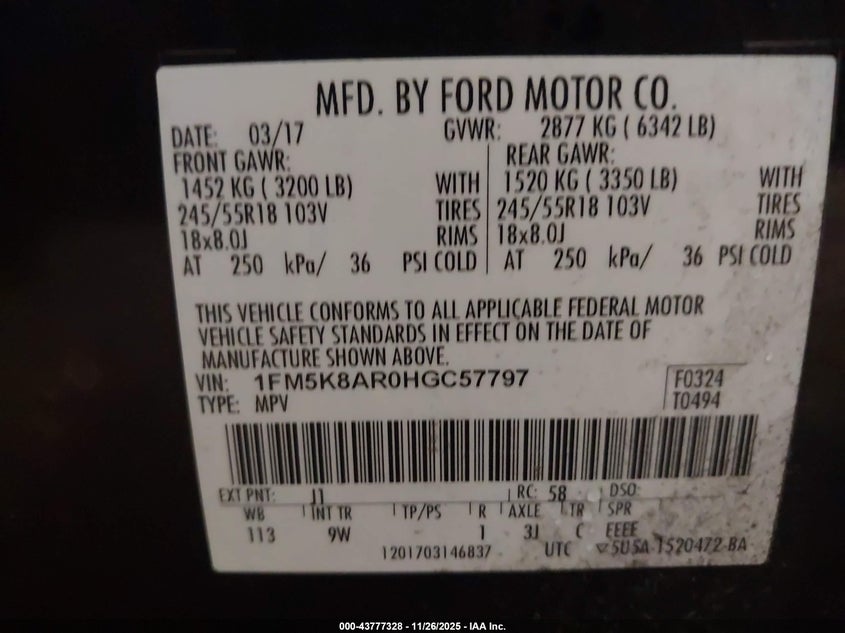 MFD. BY FORD MOTOR CO.
DATE: 03/17 GVWR: 2877 KG ( 6342 LB)
FRONT GAWR: REAR GAWR:
1452 KG ( 3200 LB) WITH 1520 KG ( 3350 LB) WITH
245/55R18 103V TIRES 245/55R18 103V TIRES
18x8.0J RIMS 18x8.0J RIMS
AT 250 kPa/ 36 PSI COLD AT 250 kPa/ 36 PSI COLD
THIS VEHICLE CONFORMS TO ALL APPLICABLE FEDERAL MOTOR
VEHICLE SAFETY STANDARDS IN EFFECT ON THE DATE OF
MANUFACTURE SHOWN ABOVE.
VIN: 1FM5K8AR0HGC57797 F0324
TYPE: MPV T0494
EXT PNT: J1 RC: 58 DSO:
WB INT TR TP/PS R AXLE TR SPR
113 9W 1 3J C EEEE
1201703146837 UTC 5U5A-1520472-BA
000-43777328 - 11/26/2025 - IAA Inc.